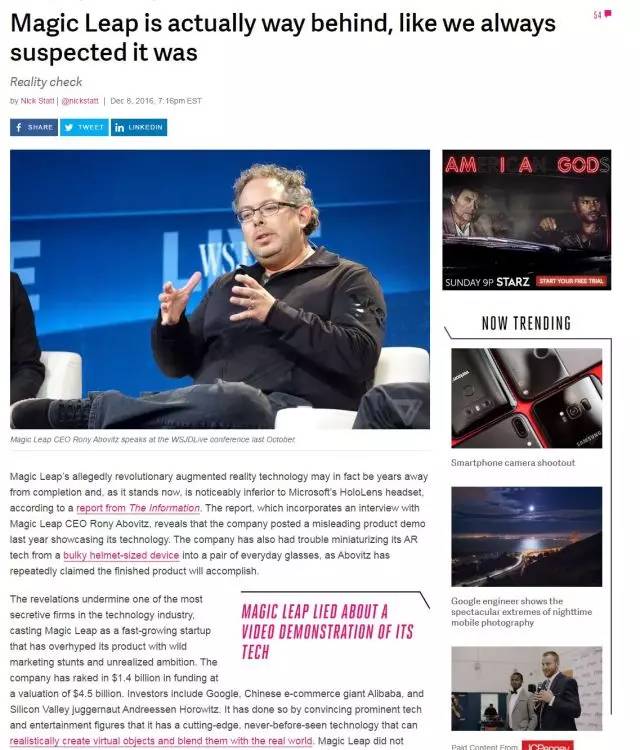 Magic Leap is actually way behind, like we always
suspected it was
54
Reality check
by Nick Statt | @nickstatt | Dec 8, 2016, 7:16pm EST
SHARE
TWEET
LINKEDIN
WSJ
AMERICAN GODS
SUNDAY 9P STARZ
START YOUR FREE TRIAL
Magic Leap CEO Rony Abovitz speaks at the WSJDLive conference last October.
Magic Leap's allegedly revolutionary augmented reality technology may in fact be years away
from completion and, as it stands now, is noticeably inferior to Microsoft's HoloLens headset,
according to a report from The Information. The report, which incorporates an interview with
Magic Leap CEO Rony Abovitz, reveals that the company posted a misleading product demo
last year showcasing its technology. The company has also had trouble miniaturizing its AR
tech from a bulky helmet-sized device into a pair of everyday glasses, as Abovitz has
repeatedly claimed the finished product will accomplish.
The revelations undermine one of the most
secretive firms in the technology industry,
casting Magic Leap as a fast-growing startup
that has overhyped its product with wild
marketing stunts and unrealized ambition. The
company has raked in $1.4 billion in funding at
a valuation of $4.5 billion. Investors include Google, Chinese e-commerce giant Alibaba, and
Silicon Valley juggernaut Andreessen Horowitz. It has done so by convincing prominent tech
and entertainment figures that it has a cutting-edge, never-before-seen technology that can
realistically create virtual objects and blend them with the real world. Magic Leap did not
MAGIC LEAP LIED ABOUT A
VIDEO DEMONSTRATION OF ITS
TECH
NOW TRENDING
SAMSUNG
Smartphone camera shootout
Google engineer shows the
spectacular extremes of nighttime
mobile photography
Paid Content From
JCPenney